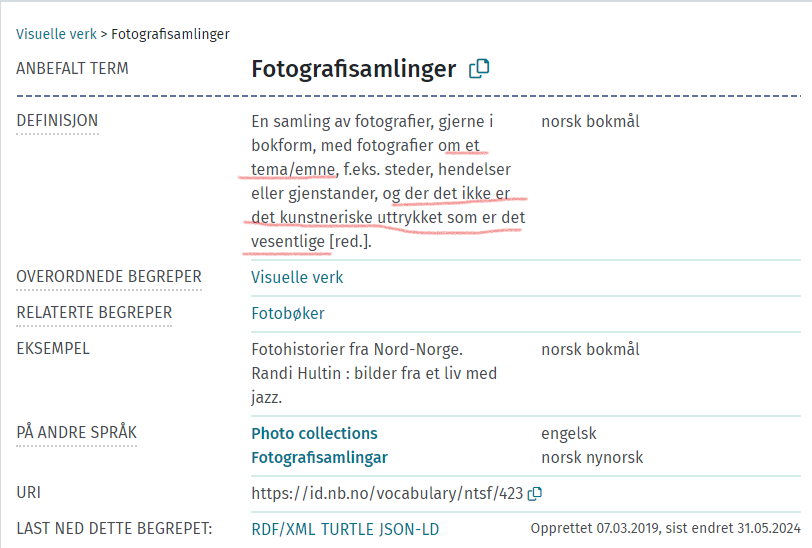 Visuelle verk > Fotografisamlinger
ANBEFALT TERM
Fotografisamlinger
DEFINISJON
En samling av fotografier, gjerne i
bokform, med fotografier om et
tema/emne, f.eks. steder, hendelser
eller gjenstander, og der det ikke er
det kunstneriske uttrykket som er det
vesentlige [red.].
norsk bokmål
OVERORDNEDE BEGREPER
Visuelle verk
RELATERTE BEGREPER
Fotobøker
EKSEMPEL
Fotohistorier fra Nord-Norge.
Randi Hultin : bilder fra et liv med
jazz.
norsk bokmål
PÅ ANDRE SPRÅK
Photo collections
engelsk
Fotografisamlingar
norsk nynorsk
URI
https://id.nb.no/vocabulary/ntsf/423
LAST NED DETTE BEGREPET:
RDF/XML TURTLE JSON-LD
Opprettet 07.03.2019, sist endret 31.05.2024